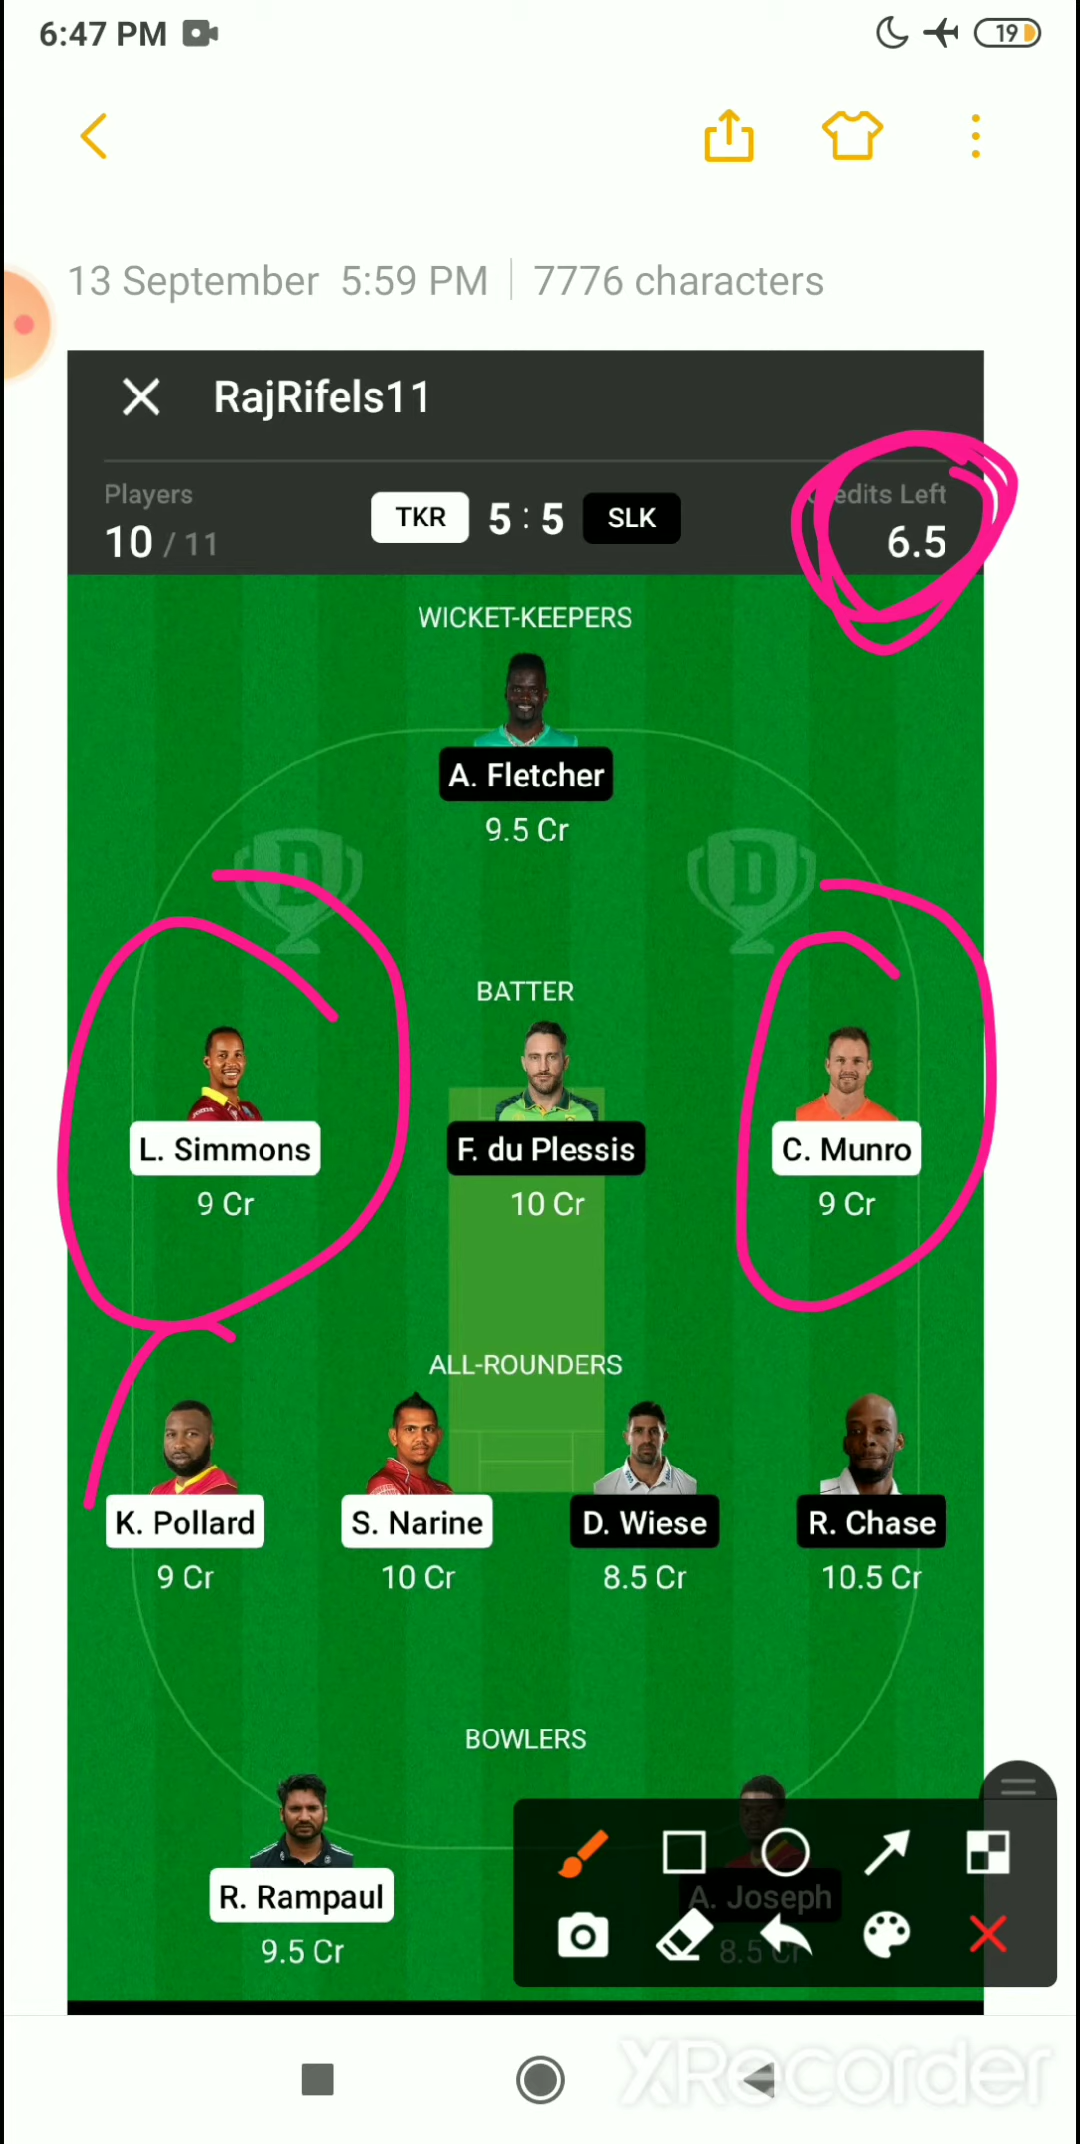 6:47 PM 19
13 September 5:59 PM 7776 characters
RajRifels11
Players TKR 5 : 5 SLK edits Left
10 / 11 6.5
WICKET-KEEPERS
A. Fletcher
9.5 Cr
D D
BATTER
L. Simmons F. du Plessis C. Munro
9 Cr 10 Cr 9 Cr
ALL-ROUNDERS
K. Pollard S. Narine D. Wiese R. Chase
9 Cr 10 Cr 8.5 Cr 10.5 Cr
BOWLERS
R. Rampaul A. Joseph
9.5 Cr 8.5 Cr
XRecorder